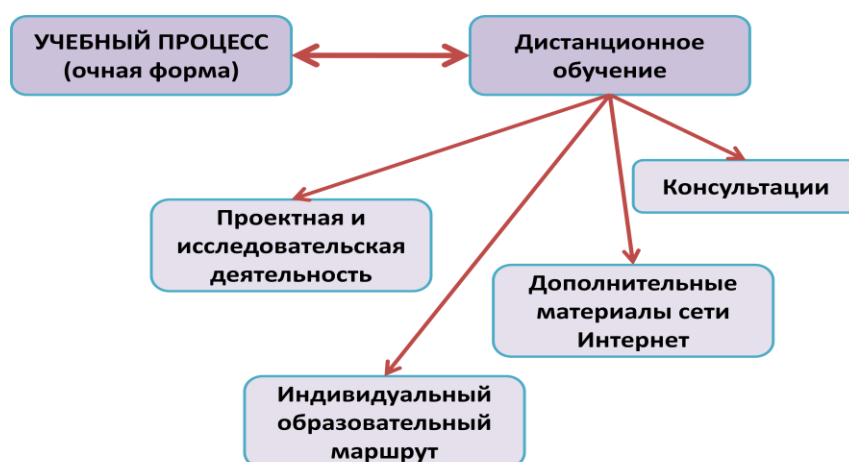 УЧЕБНЫЙ ПРОЦЕСС
(очная форма)
Дистанционное
обучение
Консультации
Проектная и
исследовательская
деятельность
Дополнительные
материалы сети
Интернет
Индивидуальный
образовательный
маршрут